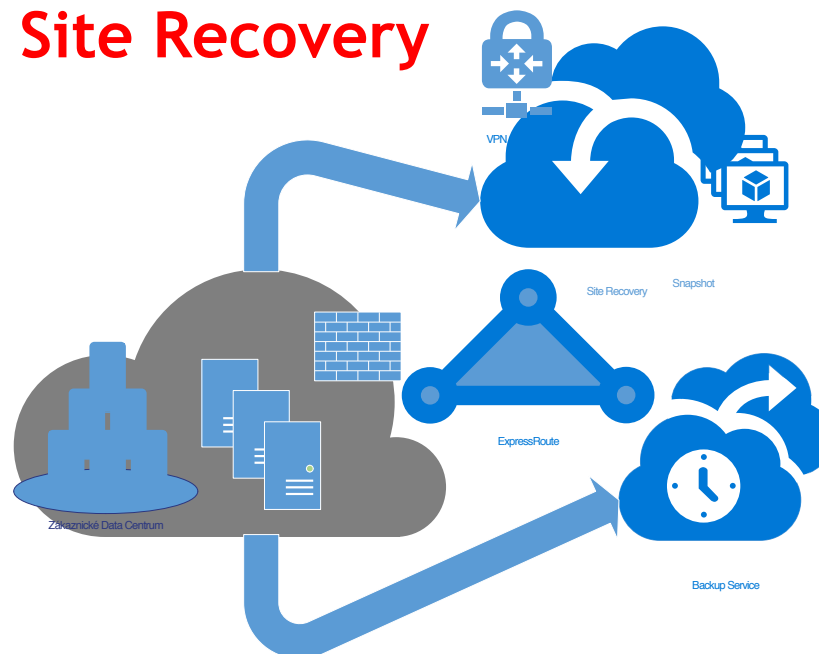 Site Recovery
VPN
Site Recovery
Snapshot
ExpressRoute
Zákaznické Data Centrum
Backup Service